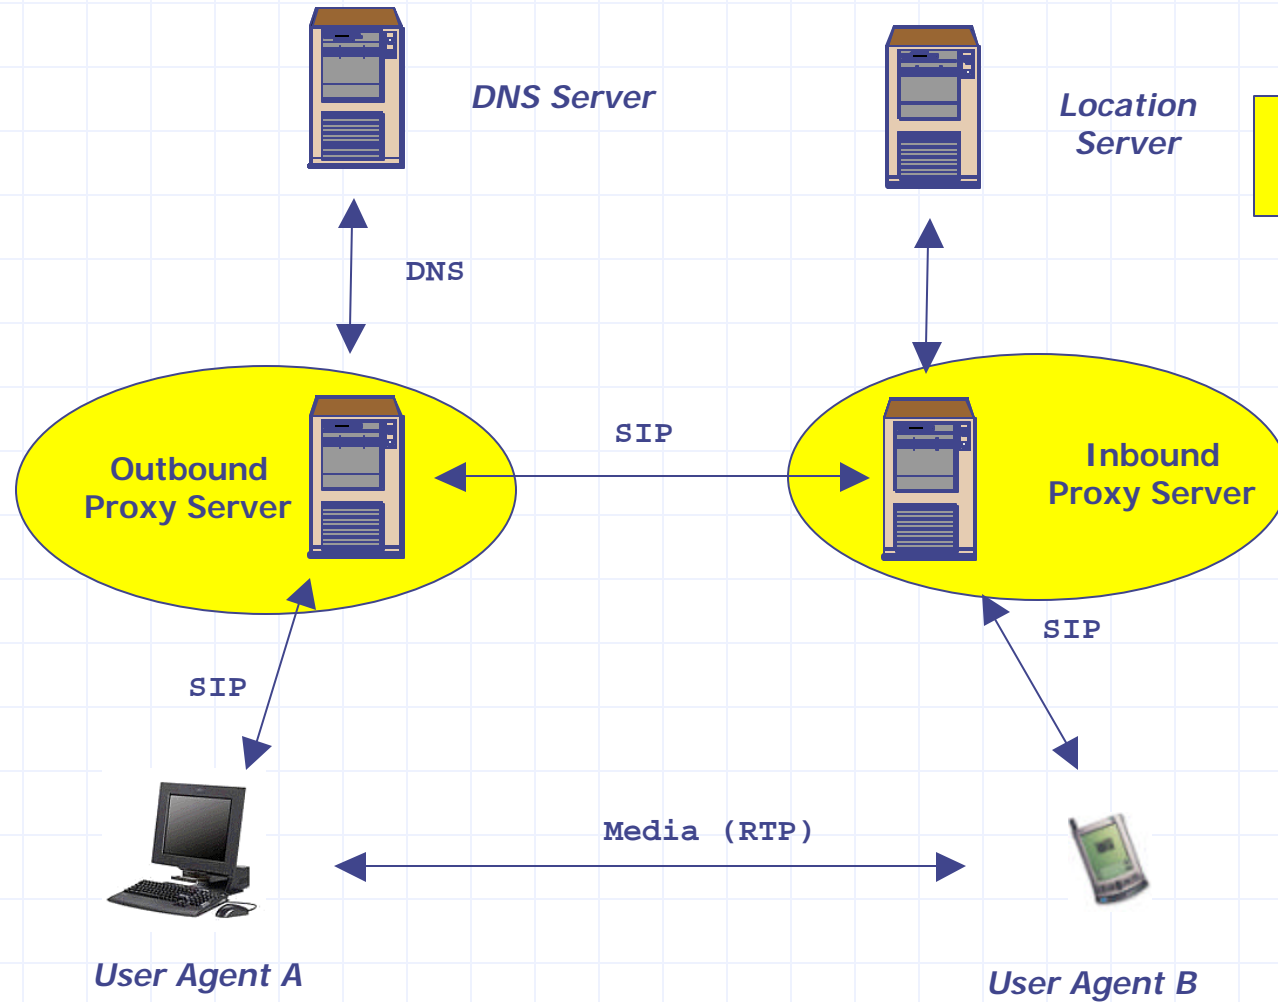 DNS Server
Location
Server
DNS
SIP
Outbound
Proxy Server
Inbound
Proxy Server
SIP
SIP
Media (RTP)
User Agent A
User Agent B